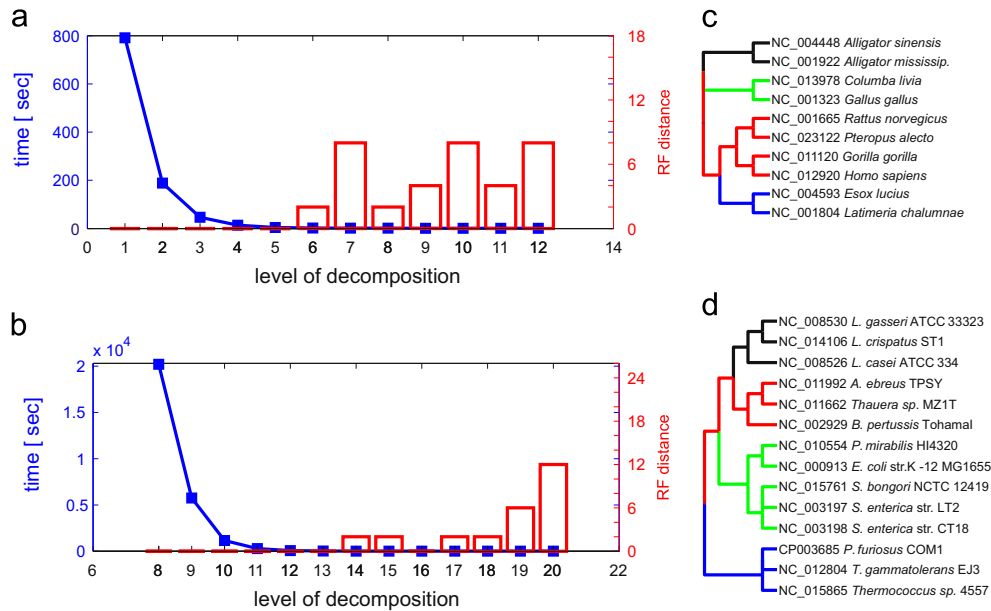 a
800
600
400
200
0
time [ sec]
18
12
6
0
RF distance
0 1 2 3 4 5 6 7 8 9 10 11 12 14
level of decomposition
b
x 10⁴
2
1.5
1
0.5
0
time [ sec]
24
18
12
6
0
RF distance
6 8 9 10 11 12 13 14 15 16 17 18 19 20 22
level of decomposition
c
NC_004448 Alligator sinensis
NC_001922 Alligator mississip.
NC_013978 Columba livia
NC_001323 Gallus gallus
NC_001665 Rattus norvegicus
NC_023122 Pteropus alecto
NC_011120 Gorilla gorilla
NC_012920 Homo sapiens
NC_004593 Esox lucius
NC_001804 Latimeria chalumnae
d
NC_008530 L. gasseri ATCC 33323
NC_014106 L. crispatus ST1
NC_008526 L. casei ATCC 334
NC_011992 A. ebreus TPSY
NC_011662 Thauera sp. MZ1T
NC_002929 B. pertussis TohamaI
NC_010554 P. mirabilis HI4320
NC_000913 E. coli str.K -12 MG1655
NC_015761 S. bongori NCTC 12419
NC_003197 S. enterica str. LT2
NC_003198 S. enterica str. CT18
CP003685 P. furiosus COM1
NC_012804 T. gammatolerans EJ3
NC_015865 Thermococcus sp. 4557